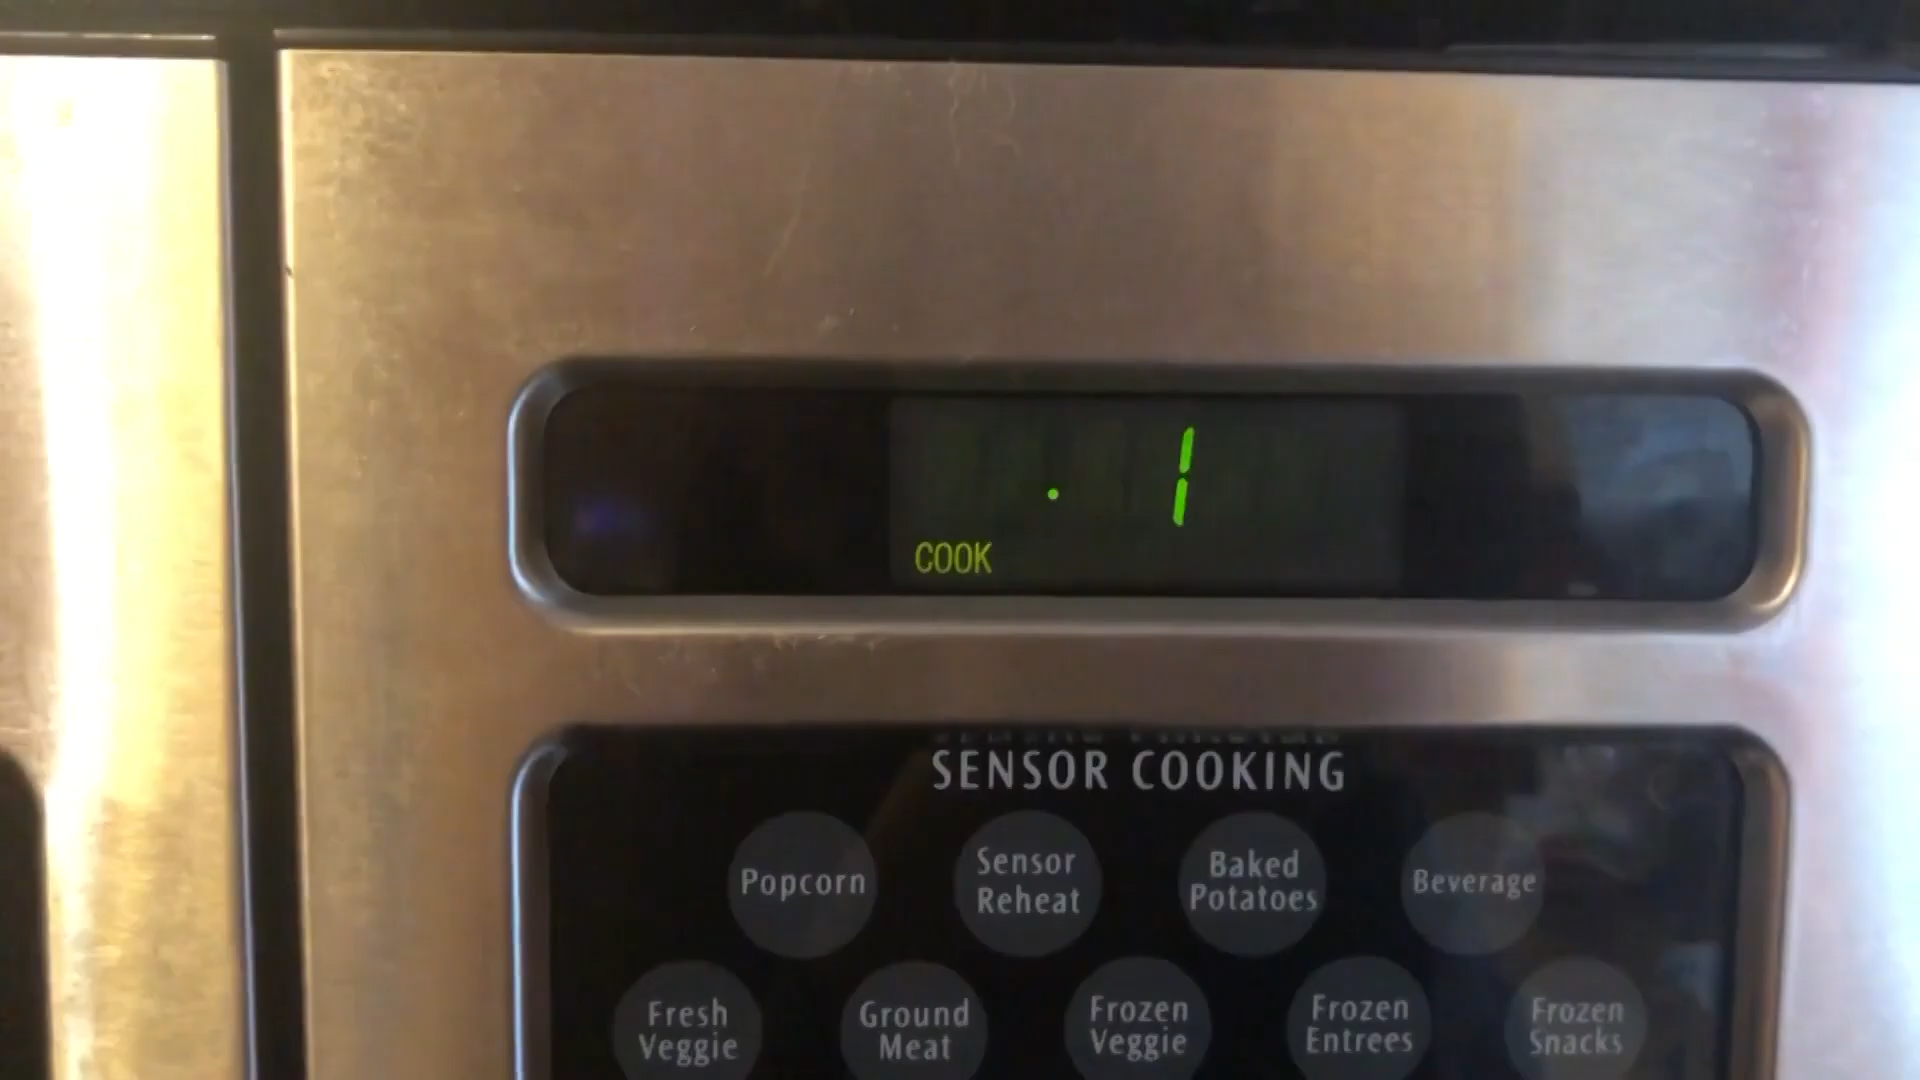 . 1
COOK
SENSOR COOKING
Popcorn
Sensor
Reheat
Baked
Potatoes
Beverage
Fresh
Veggie
Ground
Meat
Frozen
Veggie
Frozen
Entrees
Frozen
Snacks